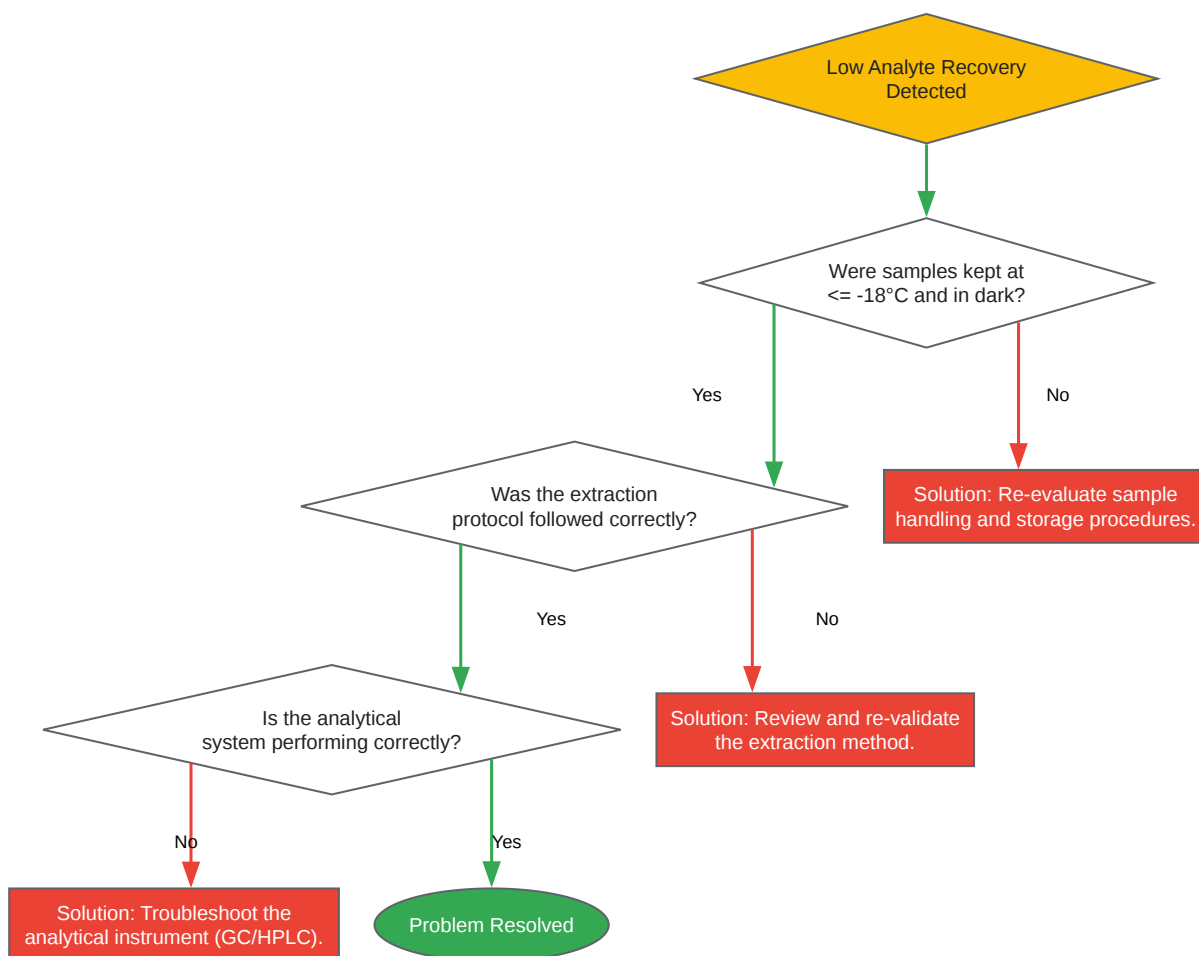 Low Analyte Recovery
Detected
Were samples kept at
<= -18°C and in dark?
Yes
No
Was the extraction
protocol followed correctly?
Solution: Re-evaluate sample
handling and storage procedures.
Yes
No
Is the analytical
system performing correctly?
Solution: Review and re-validate
the extraction method.
No
Yes
Solution: Troubleshoot the
analytical instrument (GC/HPLC).
Problem Resolved